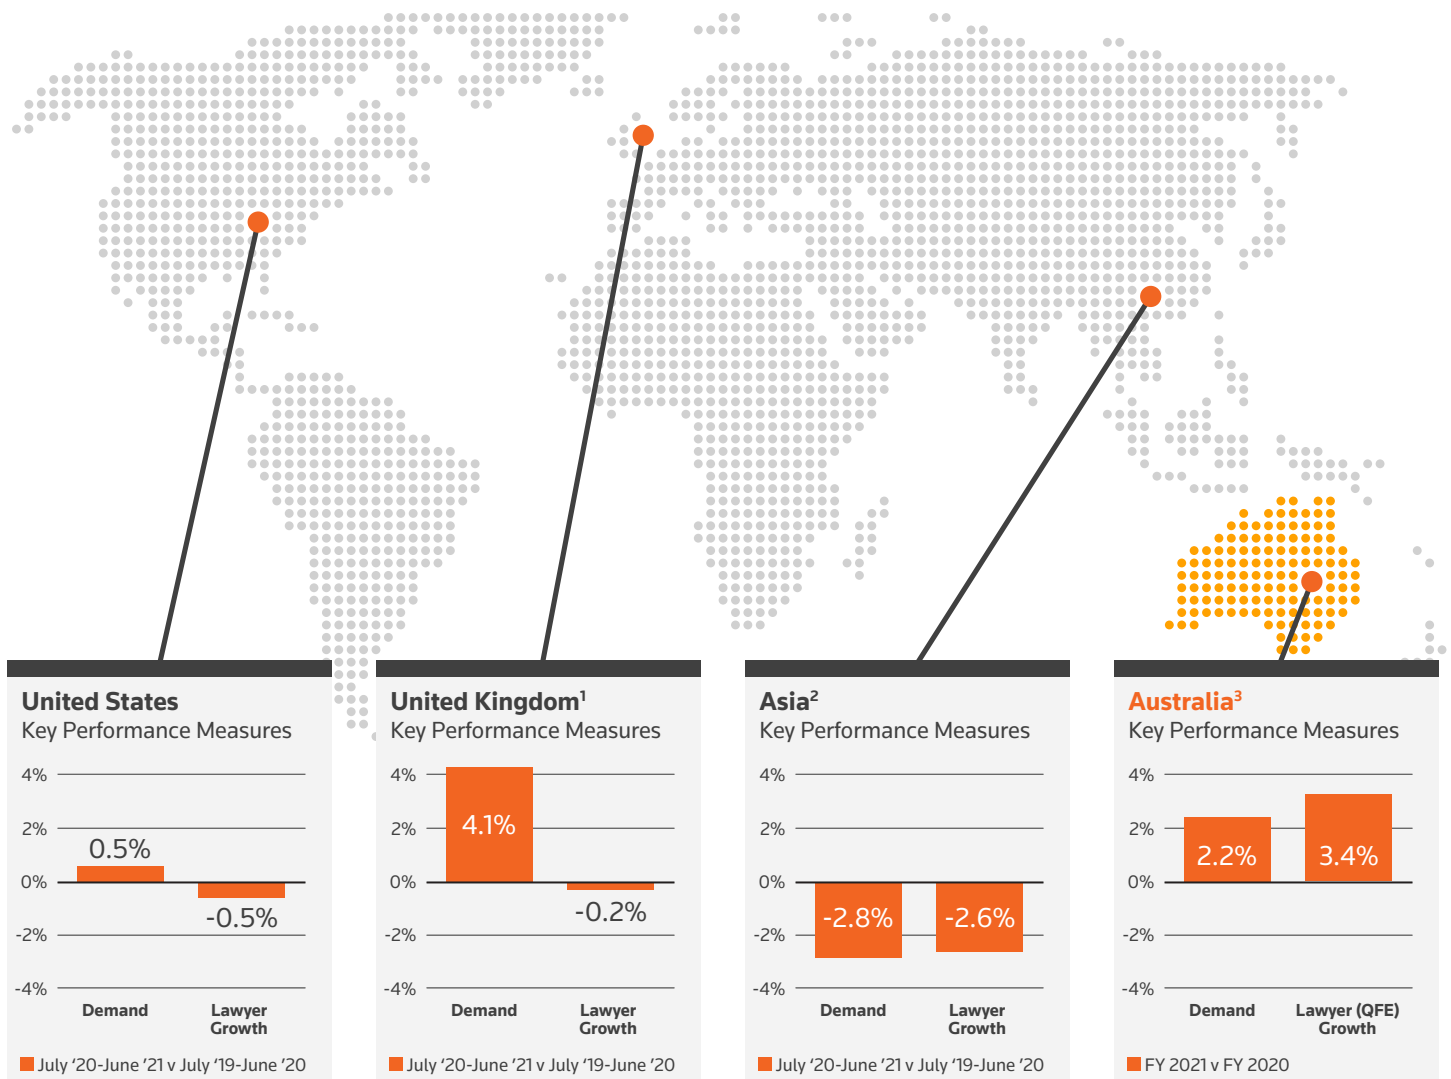 United States
Key Performance Measures
4%
2%
0.5%
0%
-0.5%
-2%
-4%
Demand
Lawyer
Growth
July ‘20-June ’21 v July ’19-June ’20
United Kingdom¹
Key Performance Measures
4%
4.1%
2%
0%
-0.2%
-2%
-4%
Demand
Lawyer
Growth
July ‘20-June ’21 v July ’19-June ‘20
Asia²
Key Performance Measures
4%
2%
0%
-2.8% -2.6%
-2%
-4%
Demand
Lawyer
Growth
July ‘20-June ‘21 v July ’19-June ’20
Australia³
Key Performance Measures
4%
2%
2.2% 3.4%
0%
-2%
-4%
Demand
Lawyer (QFE)
Growth
FY 2021 v FY 2020